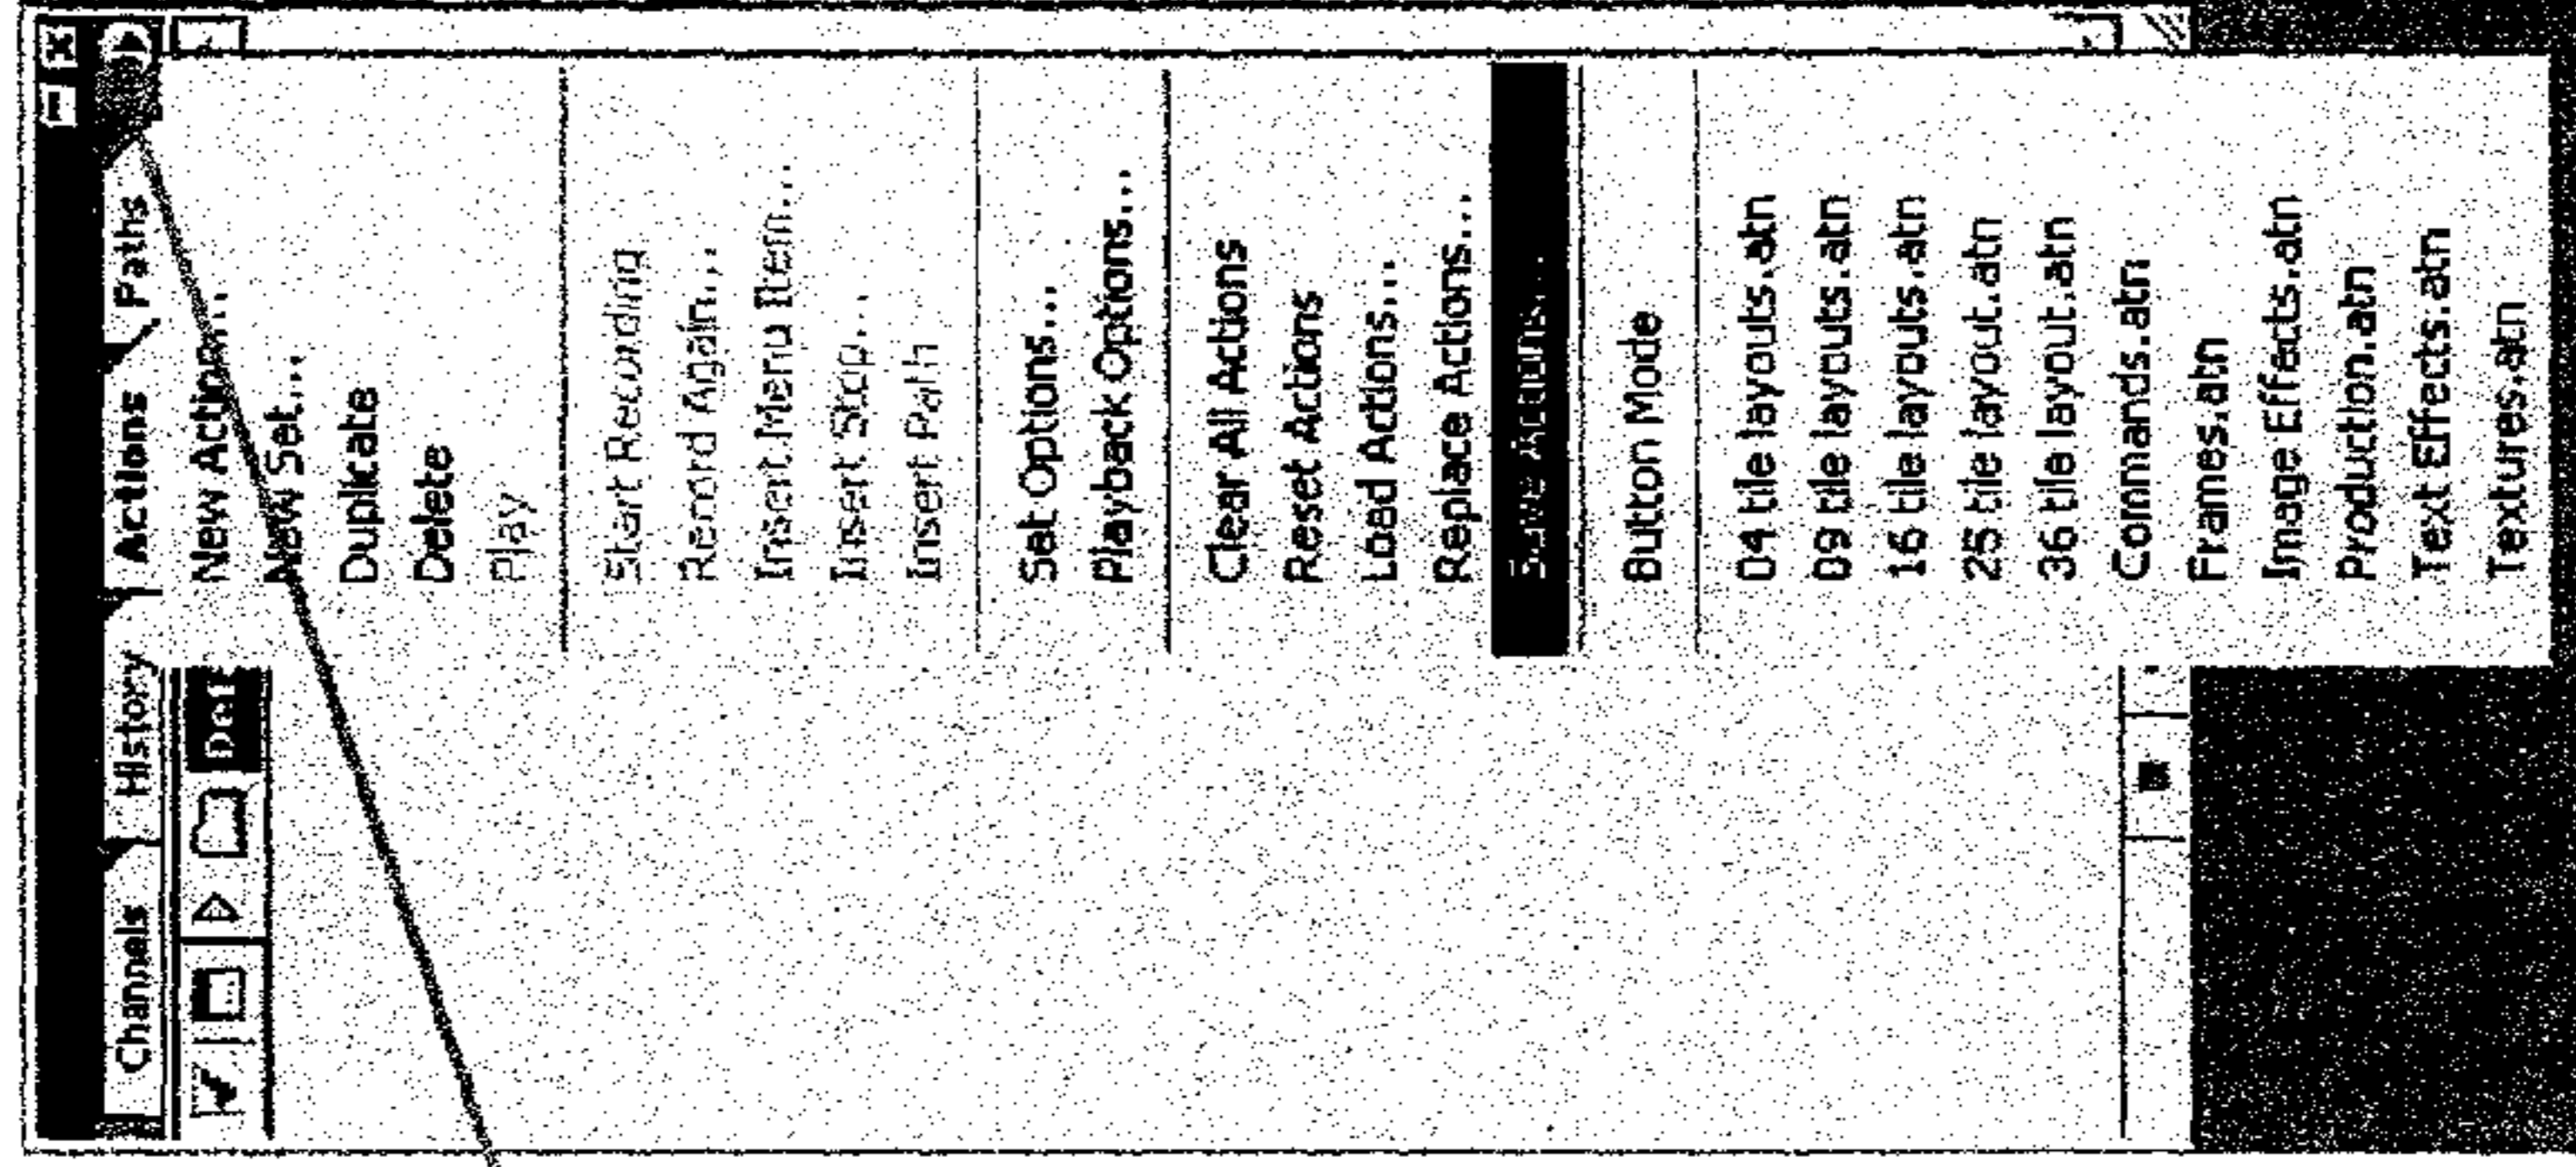 Channels History Actions Paths
Def
New Action...
New Set...
Duplicate
Delete
Play
Start Recording
Record Again...
Insert Menu Item...
Insert Stop...
Insert Path
Set Options...
Playback Options...
Clear All Actions
Reset Actions
Load Actions...
Replace Actions...
Save Actions...
Button Mode
04 tile layouts.atn
09 tile layouts.atn
16 tile layouts.atn
25 tile layout.atn
36 tile layout.atn
Commands.atn
Frames.atn
Image Effects.atn
Production.atn
Text Effects.atn
Textures.atn